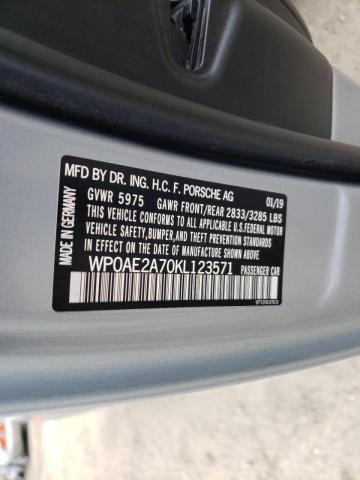 MFD. BY DR. ING. H.C. F. PORSCHE AG 01/19
GVWR 5975 GAWR FRONT/REAR 2833/3285 LBS
THIS VEHICLE CONFORMS TO ALL APPLICABLE U.S. FEDERAL MOTOR
VEHICLE SAFETY, BUMPER, AND THEFT PREVENTION STANDARDS IN
EFFECT ON THE DATE OF MANUFACTURE SHOWN ABOVE
WP0AE2A70KL123571 PASSENGER CAR
MADE IN GERMANY